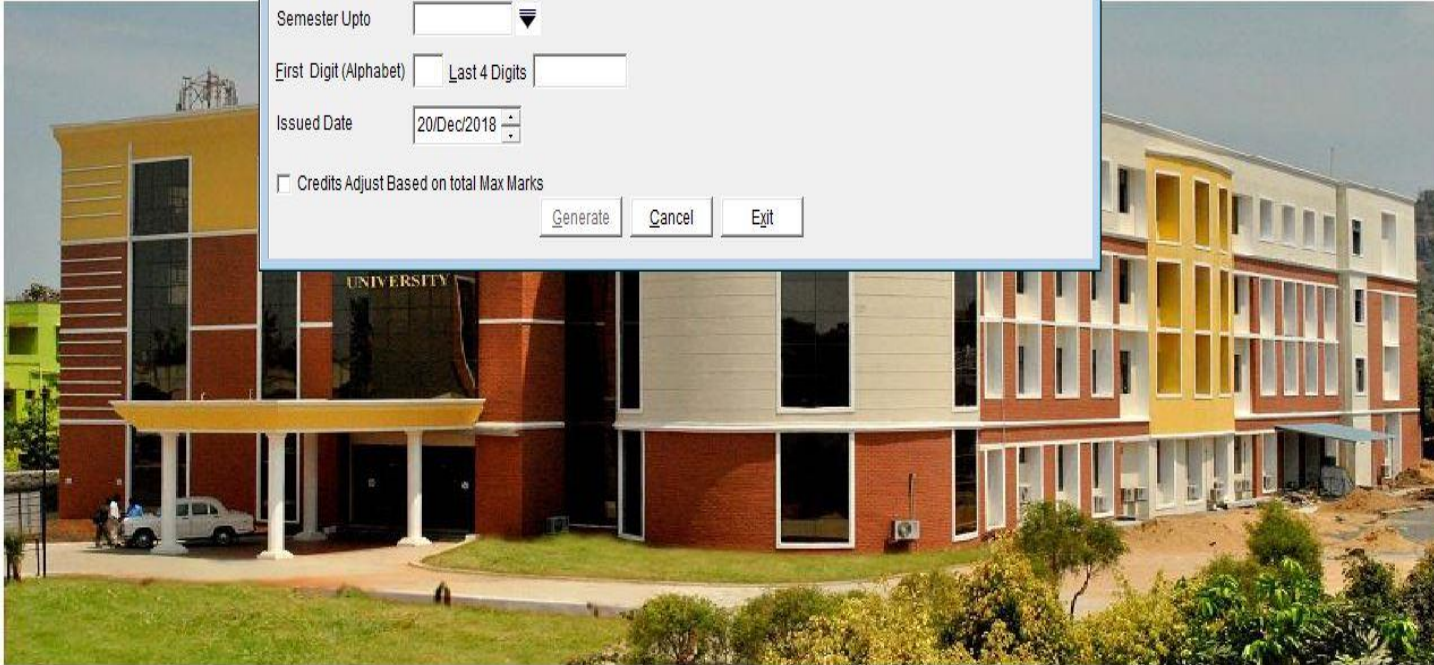 Semester Upto
First Digit (Alphabet) Last 4 Digits
Issued Date 20/Dec/2018
Credits Adjust Based on total Max Marks
Generate Cancel Exit
UNIVERSITY